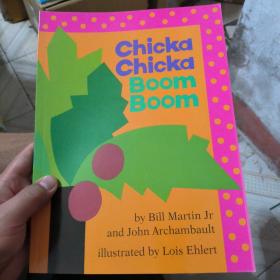 Chicka
Chicka
Boom
Boom
by Bill Martin Jr
and John Archambault
illustrated by Lois Ehlert